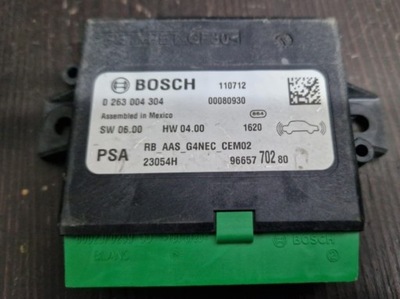 BOSCH 110712
0 263 004 304 00080930
Assembled in Mexico
SW 06.00 HW 04.00 1620
PSA RB_AAS_G4NEC_CEM02
23054H 96657 702 80